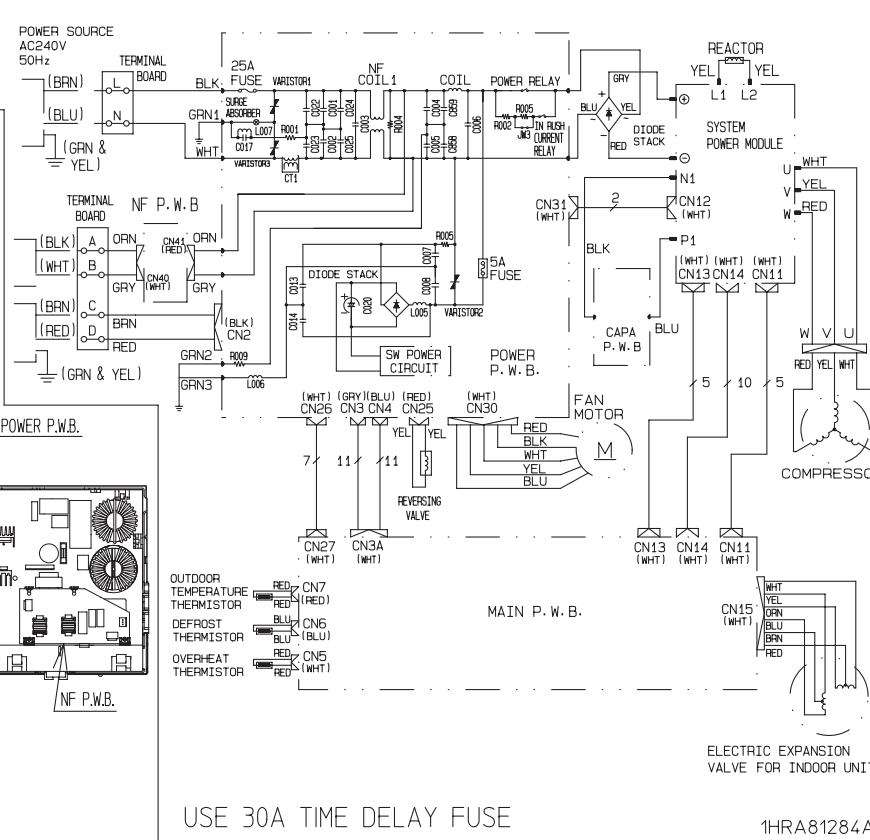 POWER SOURCE
AC240V
50Hz
(BRN)
(BLU)
(GRN &
YEL)
TERMINAL
BOARD
L
N
BLK
GRN1
WHT
25A
FUSE
SURGE
ABSORBER
VARISTOR1
L007
C017
R001
VARISTOR3
CT1
C022
C001
C024
C023
C002
C025
NF
COIL1
C003
R004
COIL
C004
C059
C005
C058
C006
POWER RELAY
R005
R002
JW3
IN RUSH
CURRENT
RELAY
+
GRY
BLU
YEL
RED
DIODE
STACK
REACTOR
YEL
YEL
L1
L2
SYSTEM
POWER MODULE
+
−
N1
P1
U
V
W
WHT
YEL
RED
TERMINAL
BOARD
NF P.W.B
(BLK)
(WHT)
(BRN)
(RED)
A
B
C
D
ORN
GRY
CN41
(RED)
CN40
(WHT)
ORN
GRY
BRN
RED
(GRN & YEL)
(BLK)
CN2
GRN2
GRN3
R009
L006
DIODE STACK
C013
C014
C020
L005
C007
C008
R005
VARISTOR2
5A
FUSE
SW POWER
CIRCUIT
POWER
P.W.B.
CN31
(WHT)
2
CN12
(WHT)
BLK
CAPA
P.W.B
BLU
(WHT) (WHT) (WHT)
CN13 CN14 CN11
5
10
5
W V U
RED YEL WHT
COMPRESSO
POWER P.W.B.
NF P.W.B.
(WHT) (GRY)(BLU) (RED)
CN26 CN3 CN4 CN25
(WHT)
CN30
YEL
YEL
7
11
11
REVERSING
VALVE
RED
BLK
WHT
YEL
BLU
FAN
MOTOR
M
CN27
(WHT)
CN3A
(WHT)
CN13
(WHT)
CN14
(WHT)
CN11
(WHT)
OUTDOOR
TEMPERATURE
THERMISTOR
RED
RED
CN7
(RED)
DEFROST
THERMISTOR
BLU
BLU
CN6
(BLU)
OVERHEAT
THERMISTOR
RED
RED
CN5
(WHT)
MAIN P.W.B.
CN15
(WHT)
WHT
YEL
ORN
BLU
BRN
RED
ELECTRIC EXPANSION
VALVE FOR INDOOR UNIT
USE 30A TIME DELAY FUSE
1HRA81284A